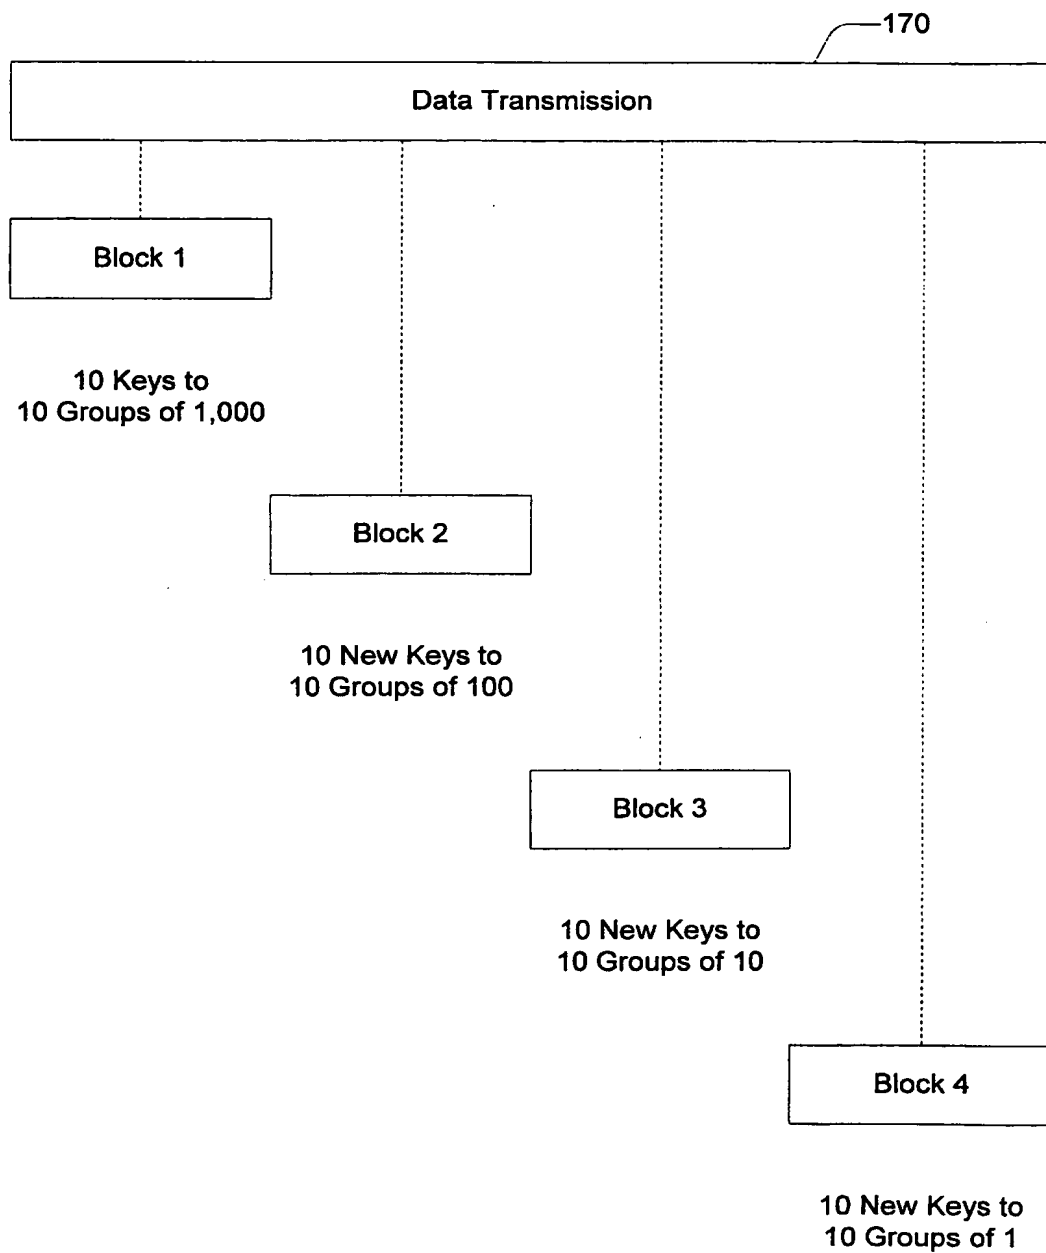 170
Data Transmission
Block 1
10 Keys to
10 Groups of 1,000
Block 2
10 New Keys to
10 Groups of 100
Block 3
10 New Keys to
10 Groups of 10
Block 4
10 New Keys to
10 Groups of 1